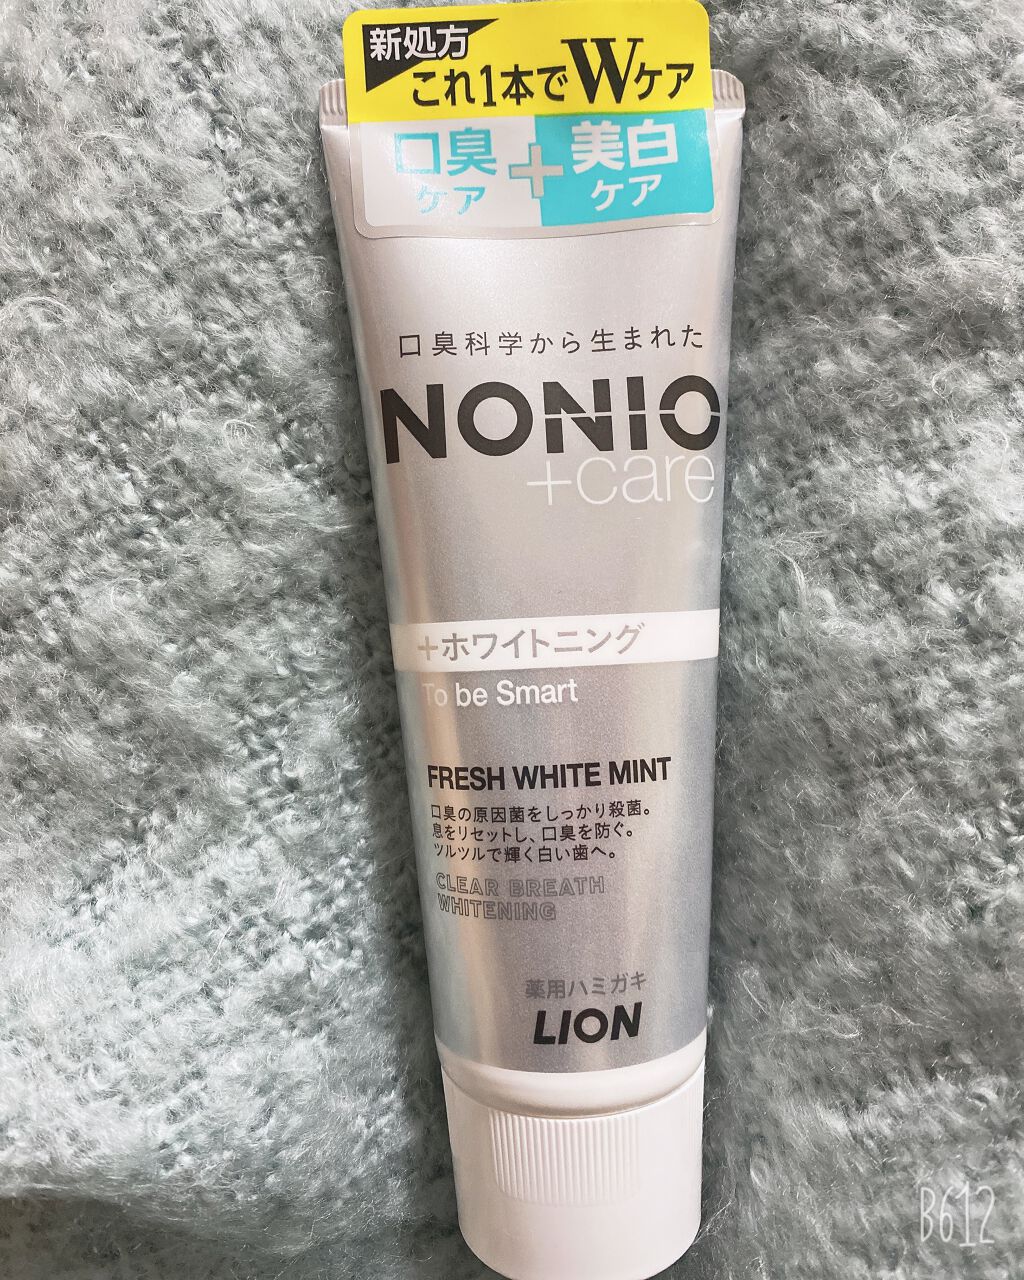 新処方
これ1本でWケア
口臭ケア+美白ケア
口臭科学から生まれた
NONIO
+care
+ホワイトニング
To be Smart
FRESH WHITE MINT
口臭の原因菌をしっかり殺菌。
息をリセットし、口臭を防ぐ。
ツルツルで輝く白い歯へ。
CLEAR BREATH
WHITENING
薬用ハミガキ
LION
B612